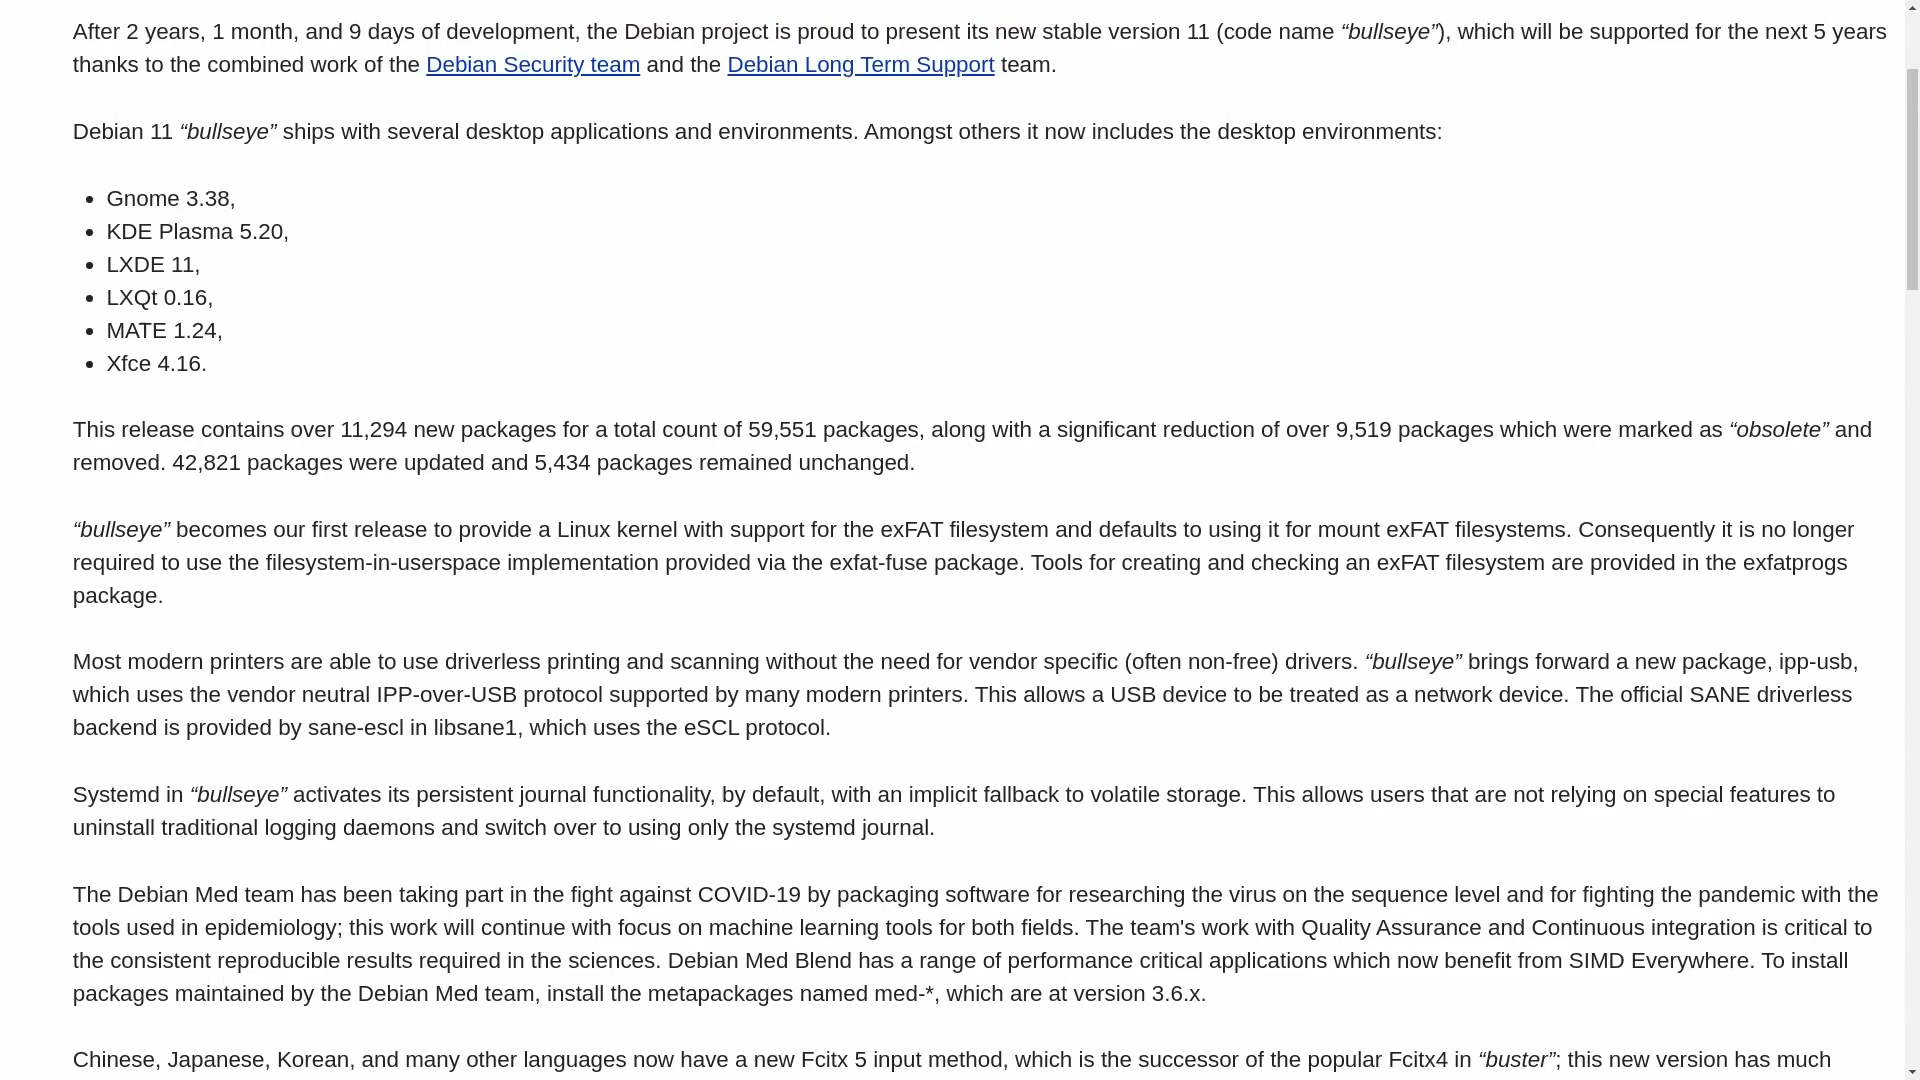 After 2 years, 1 month, and 9 days of development, the Debian project is proud to present its new stable version 11 (code name “bullseye”), which will be supported for the next 5 years
thanks to the combined work of the Debian Security team and the Debian Long Term Support team.
Debian 11 “bullseye” ships with several desktop applications and environments. Amongst others it now includes the desktop environments:
• Gnome 3.38,
• KDE Plasma 5.20,
• LXDE 11,
• LXQt 0.16,
• MATE 1.24,
• Xfce 4.16.
This release contains over 11,294 new packages for a total count of 59,551 packages, along with a significant reduction of over 9,519 packages which were marked as “obsolete” and
removed. 42,821 packages were updated and 5,434 packages remained unchanged.
“bullseye” becomes our first release to provide a Linux kernel with support for the exFAT filesystem and defaults to using it for mount exFAT filesystems. Consequently it is no longer
required to use the filesystem-in-userspace implementation provided via the exfat-fuse package. Tools for creating and checking an exFAT filesystem are provided in the exfatprogs
package.
Most modern printers are able to use driverless printing and scanning without the need for vendor specific (often non-free) drivers. “bullseye” brings forward a new package, ipp-usb,
which uses the vendor neutral IPP-over-USB protocol supported by many modern printers. This allows a USB device to be treated as a network device. The official SANE driverless
backend is provided by sane-escl in libsane1, which uses the eSCL protocol.
Systemd in “bullseye” activates its persistent journal functionality, by default, with an implicit fallback to volatile storage. This allows users that are not relying on special features to
uninstall traditional logging daemons and switch over to using only the systemd journal.
The Debian Med team has been taking part in the fight against COVID-19 by packaging software for researching the virus on the sequence level and for fighting the pandemic with the
tools used in epidemiology; this work will continue with focus on machine learning tools for both fields. The team's work with Quality Assurance and Continuous integration is critical to
the consistent reproducible results required in the sciences. Debian Med Blend has a range of performance critical applications which now benefit from SIMD Everywhere. To install
packages maintained by the Debian Med team, install the metapackages named med-*, which are at version 3.6.x.
Chinese, Japanese, Korean, and many other languages now have a new Fcitx 5 input method, which is the successor of the popular Fcitx4 in “buster”; this new version has much